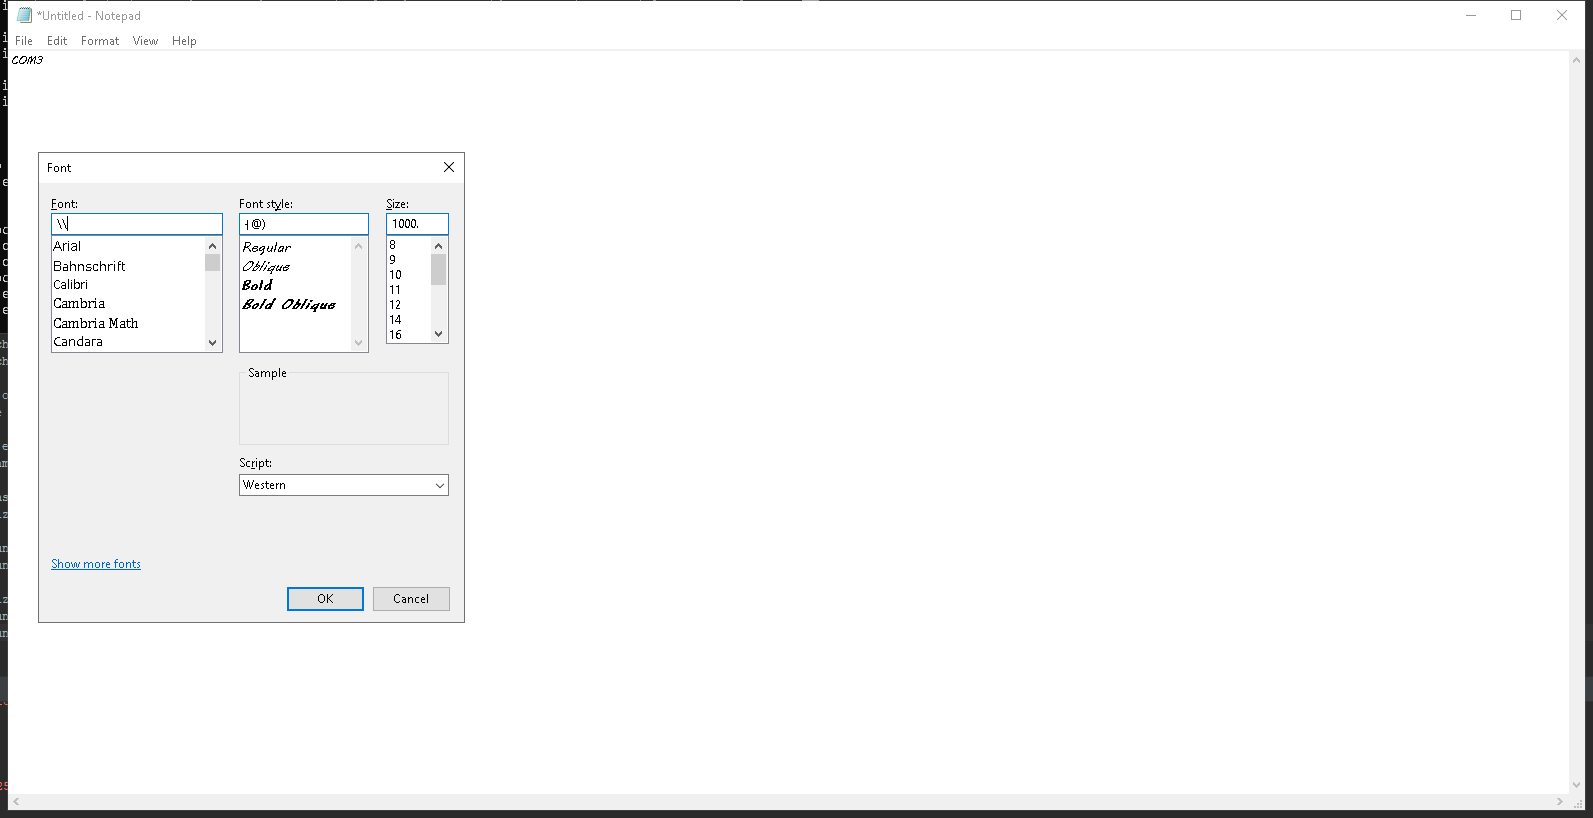 *Untitled - Notepad
File Edit Format View Help
COM3
Font
Font: Font style: Size:
\\ -|@) 1000.
Arial
Bahnschrift
Calibri
Cambria
Cambria Math
Candara
Regular
Oblique
Bold
Bold Oblique
8
9
10
11
12
14
16
Sample
Script:
Western
Show more fonts
OK Cancel